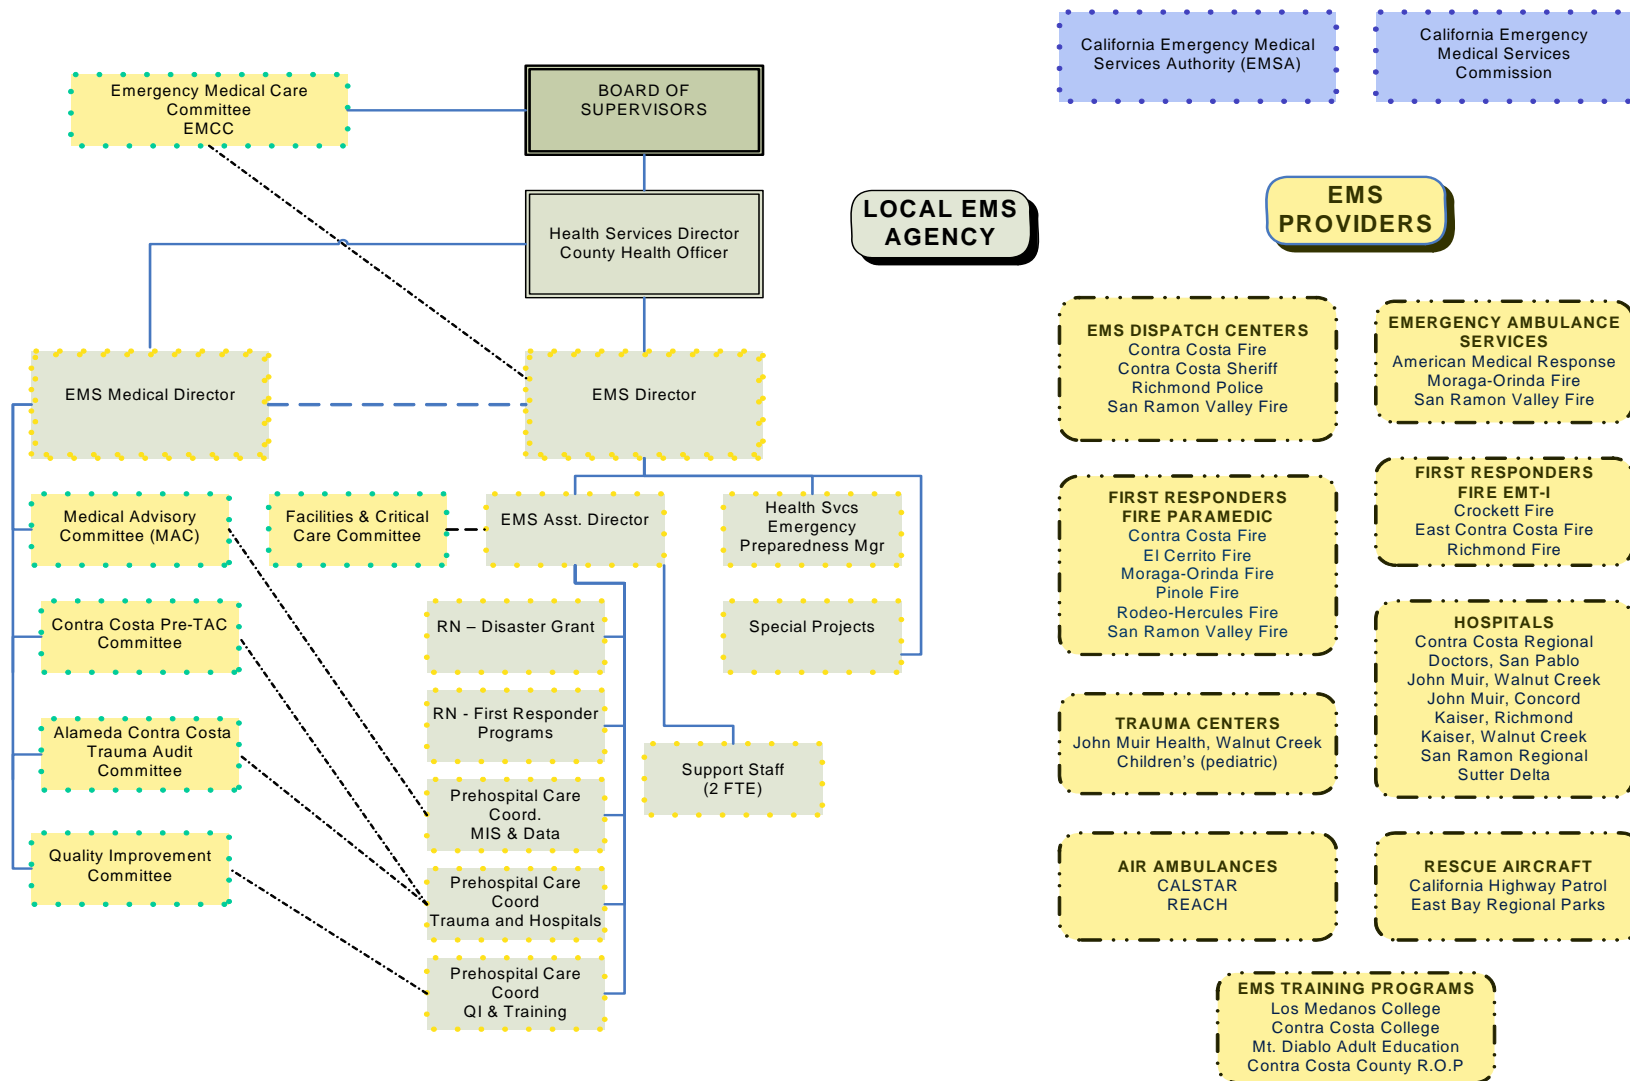 California Emergency Medical
Services Authority (EMSA)
California Emergency
Medical Services
Commission
Emergency Medical Care
Committee
EMCC
BOARD OF
SUPERVISORS
LOCAL EMS
AGENCY
EMS
PROVIDERS
Health Services Director
County Health Officer
EMS Medical Director
EMS Director
Medical Advisory
Committee (MAC)
Facilities & Critical
Care Committee
EMS Asst. Director
Health Svcs
Emergency
Preparedness Mgr
Contra Costa Pre-TAC
Committee
RN – Disaster Grant
Special Projects
Alameda Contra Costa
Trauma Audit
Committee
RN - First Responder
Programs
Support Staff
(2 FTE)
Prehospital Care
Coord.
MIS & Data
Quality Improvement
Committee
Prehospital Care
Coord
Trauma and Hospitals
Prehospital Care
Coord
QI & Training
EMS DISPATCH CENTERS
Contra Costa Fire
Contra Costa Sheriff
Richmond Police
San Ramon Valley Fire
EMERGENCY AMBULANCE
SERVICES
American Medical Response
Moraga-Orinda Fire
San Ramon Valley Fire
FIRST RESPONDERS
FIRE PARAMEDIC
Contra Costa Fire
El Cerrito Fire
Moraga-Orinda Fire
Pinole Fire
Rodeo-Hercules Fire
San Ramon Valley Fire
FIRST RESPONDERS
FIRE EMT-I
Crockett Fire
East Contra Costa Fire
Richmond Fire
HOSPITALS
Contra Costa Regional
Doctors, San Pablo
John Muir, Walnut Creek
John Muir, Concord
Kaiser, Richmond
Kaiser, Walnut Creek
San Ramon Regional
Sutter Delta
TRAUMA CENTERS
John Muir Health, Walnut Creek
Children's (pediatric)
AIR AMBULANCES
CALSTAR
REACH
RESCUE AIRCRAFT
California Highway Patrol
East Bay Regional Parks
EMS TRAINING PROGRAMS
Los Medanos College
Contra Costa College
Mt. Diablo Adult Education
Contra Costa County R.O.P